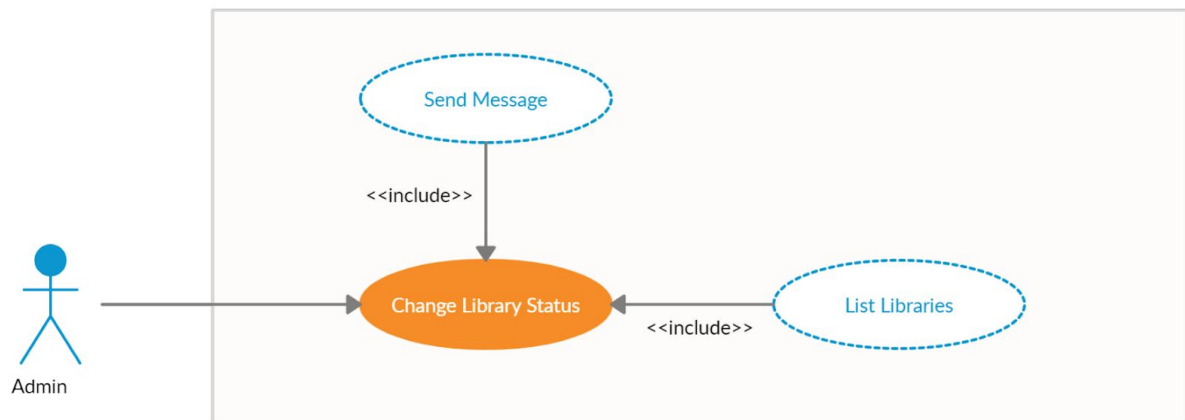 Send Message
<<include>>
Change Library Status
List Libraries
<<include>>
Admin